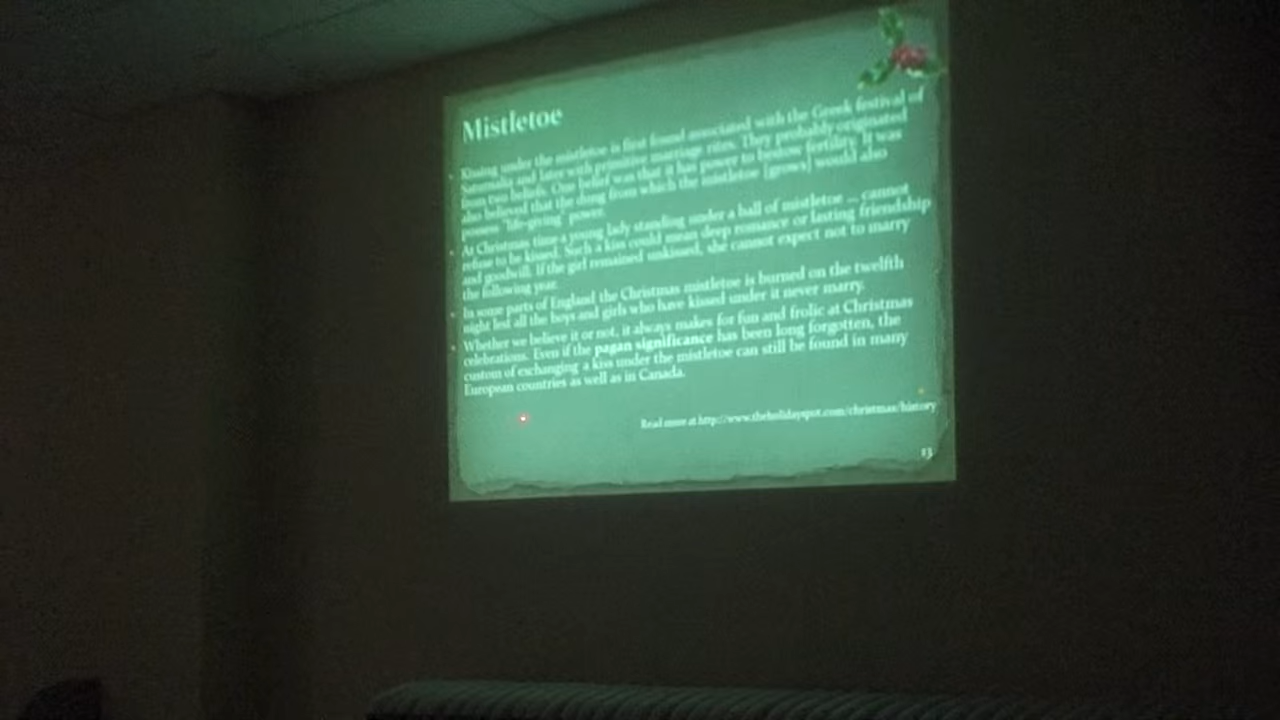 Mistletoe
Kissing under the mistletoe is first found associated with the Greek festival of
Saturnalia and later with primitive marriage rites. They probably originated
from two beliefs. One belief was that it has power to bestow fertility. It was
also believed that the dung from which the mistletoe [grows] would also
possess "life-giving" power.
At Christmas time a young lady standing under a ball of mistletoe ... cannot
refuse to be kissed. Such a kiss could mean deep romance or lasting friendship
and goodwill. If the girl remained unkissed, she cannot expect not to marry
the following year.
In some parts of England the Christmas mistletoe is burned on the twelfth
night lest all the boys and girls who have kissed under it never marry.
Whether we believe it or not, it always makes for fun and frolic at Christmas
celebrations. Even if the pagan significance has been long forgotten, the
custom of exchanging a kiss under the mistletoe can still be found in many
European countries as well as in Canada.
Read more at http://www.theholidayspot.com/christmas/history
13